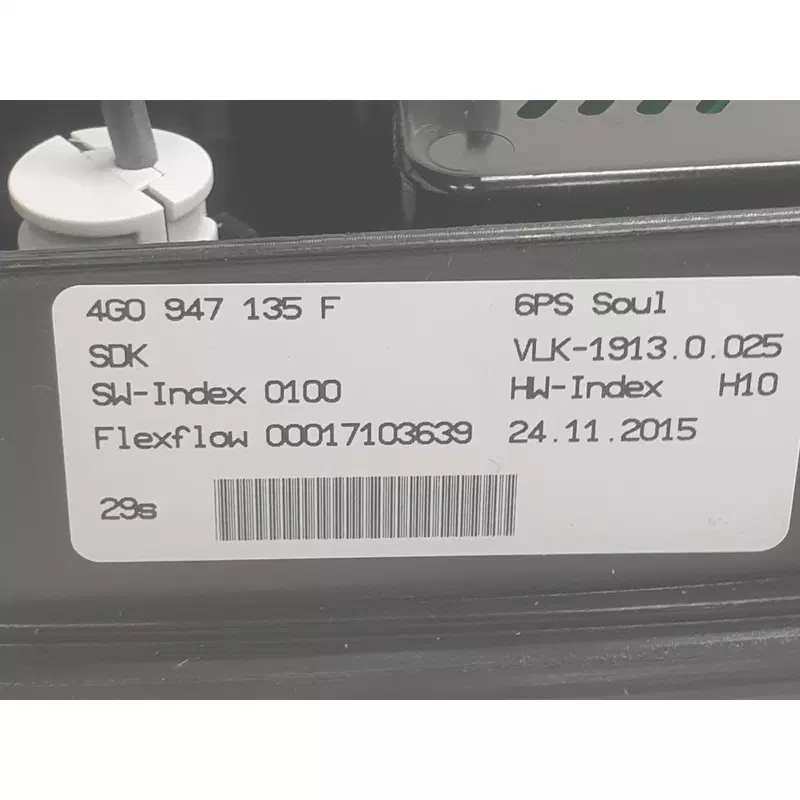 4G0 947 135 F 6PS Soul
SDK VLK-1913.0.025
SW-Index 0100 HW-Index H10
Flexflow 00017103639 24.11.2015
29s